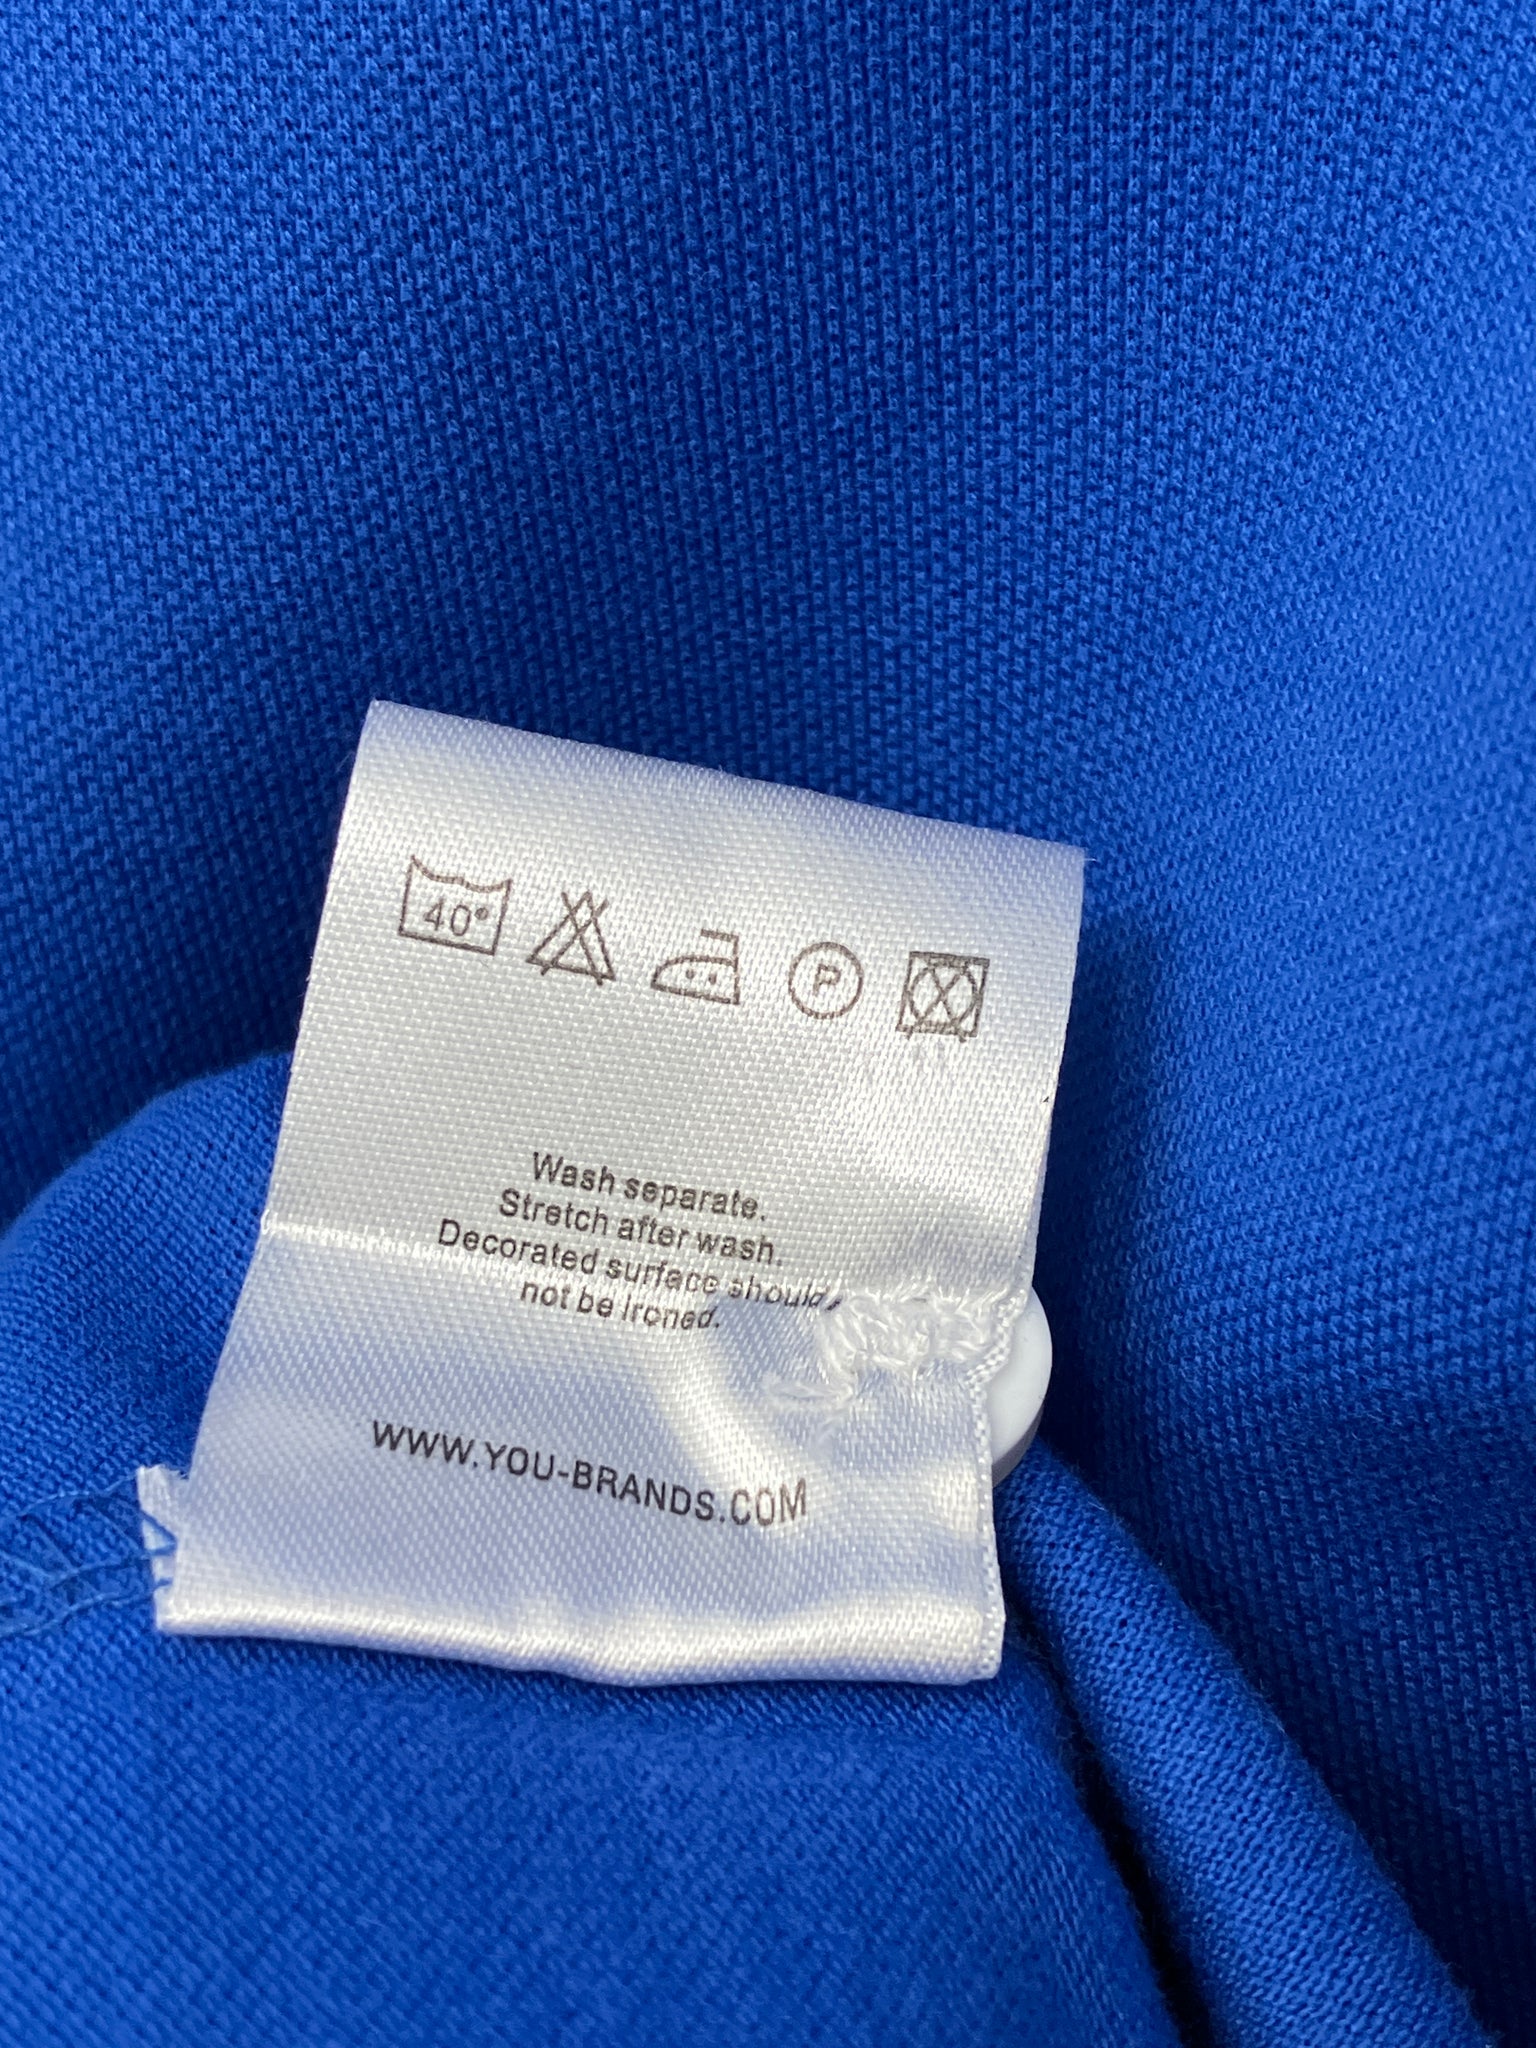 40°
P
Wash separate.
Stretch after wash.
Decorated surface should
not be ironed.
WWW.YOU-BRANDS.COM